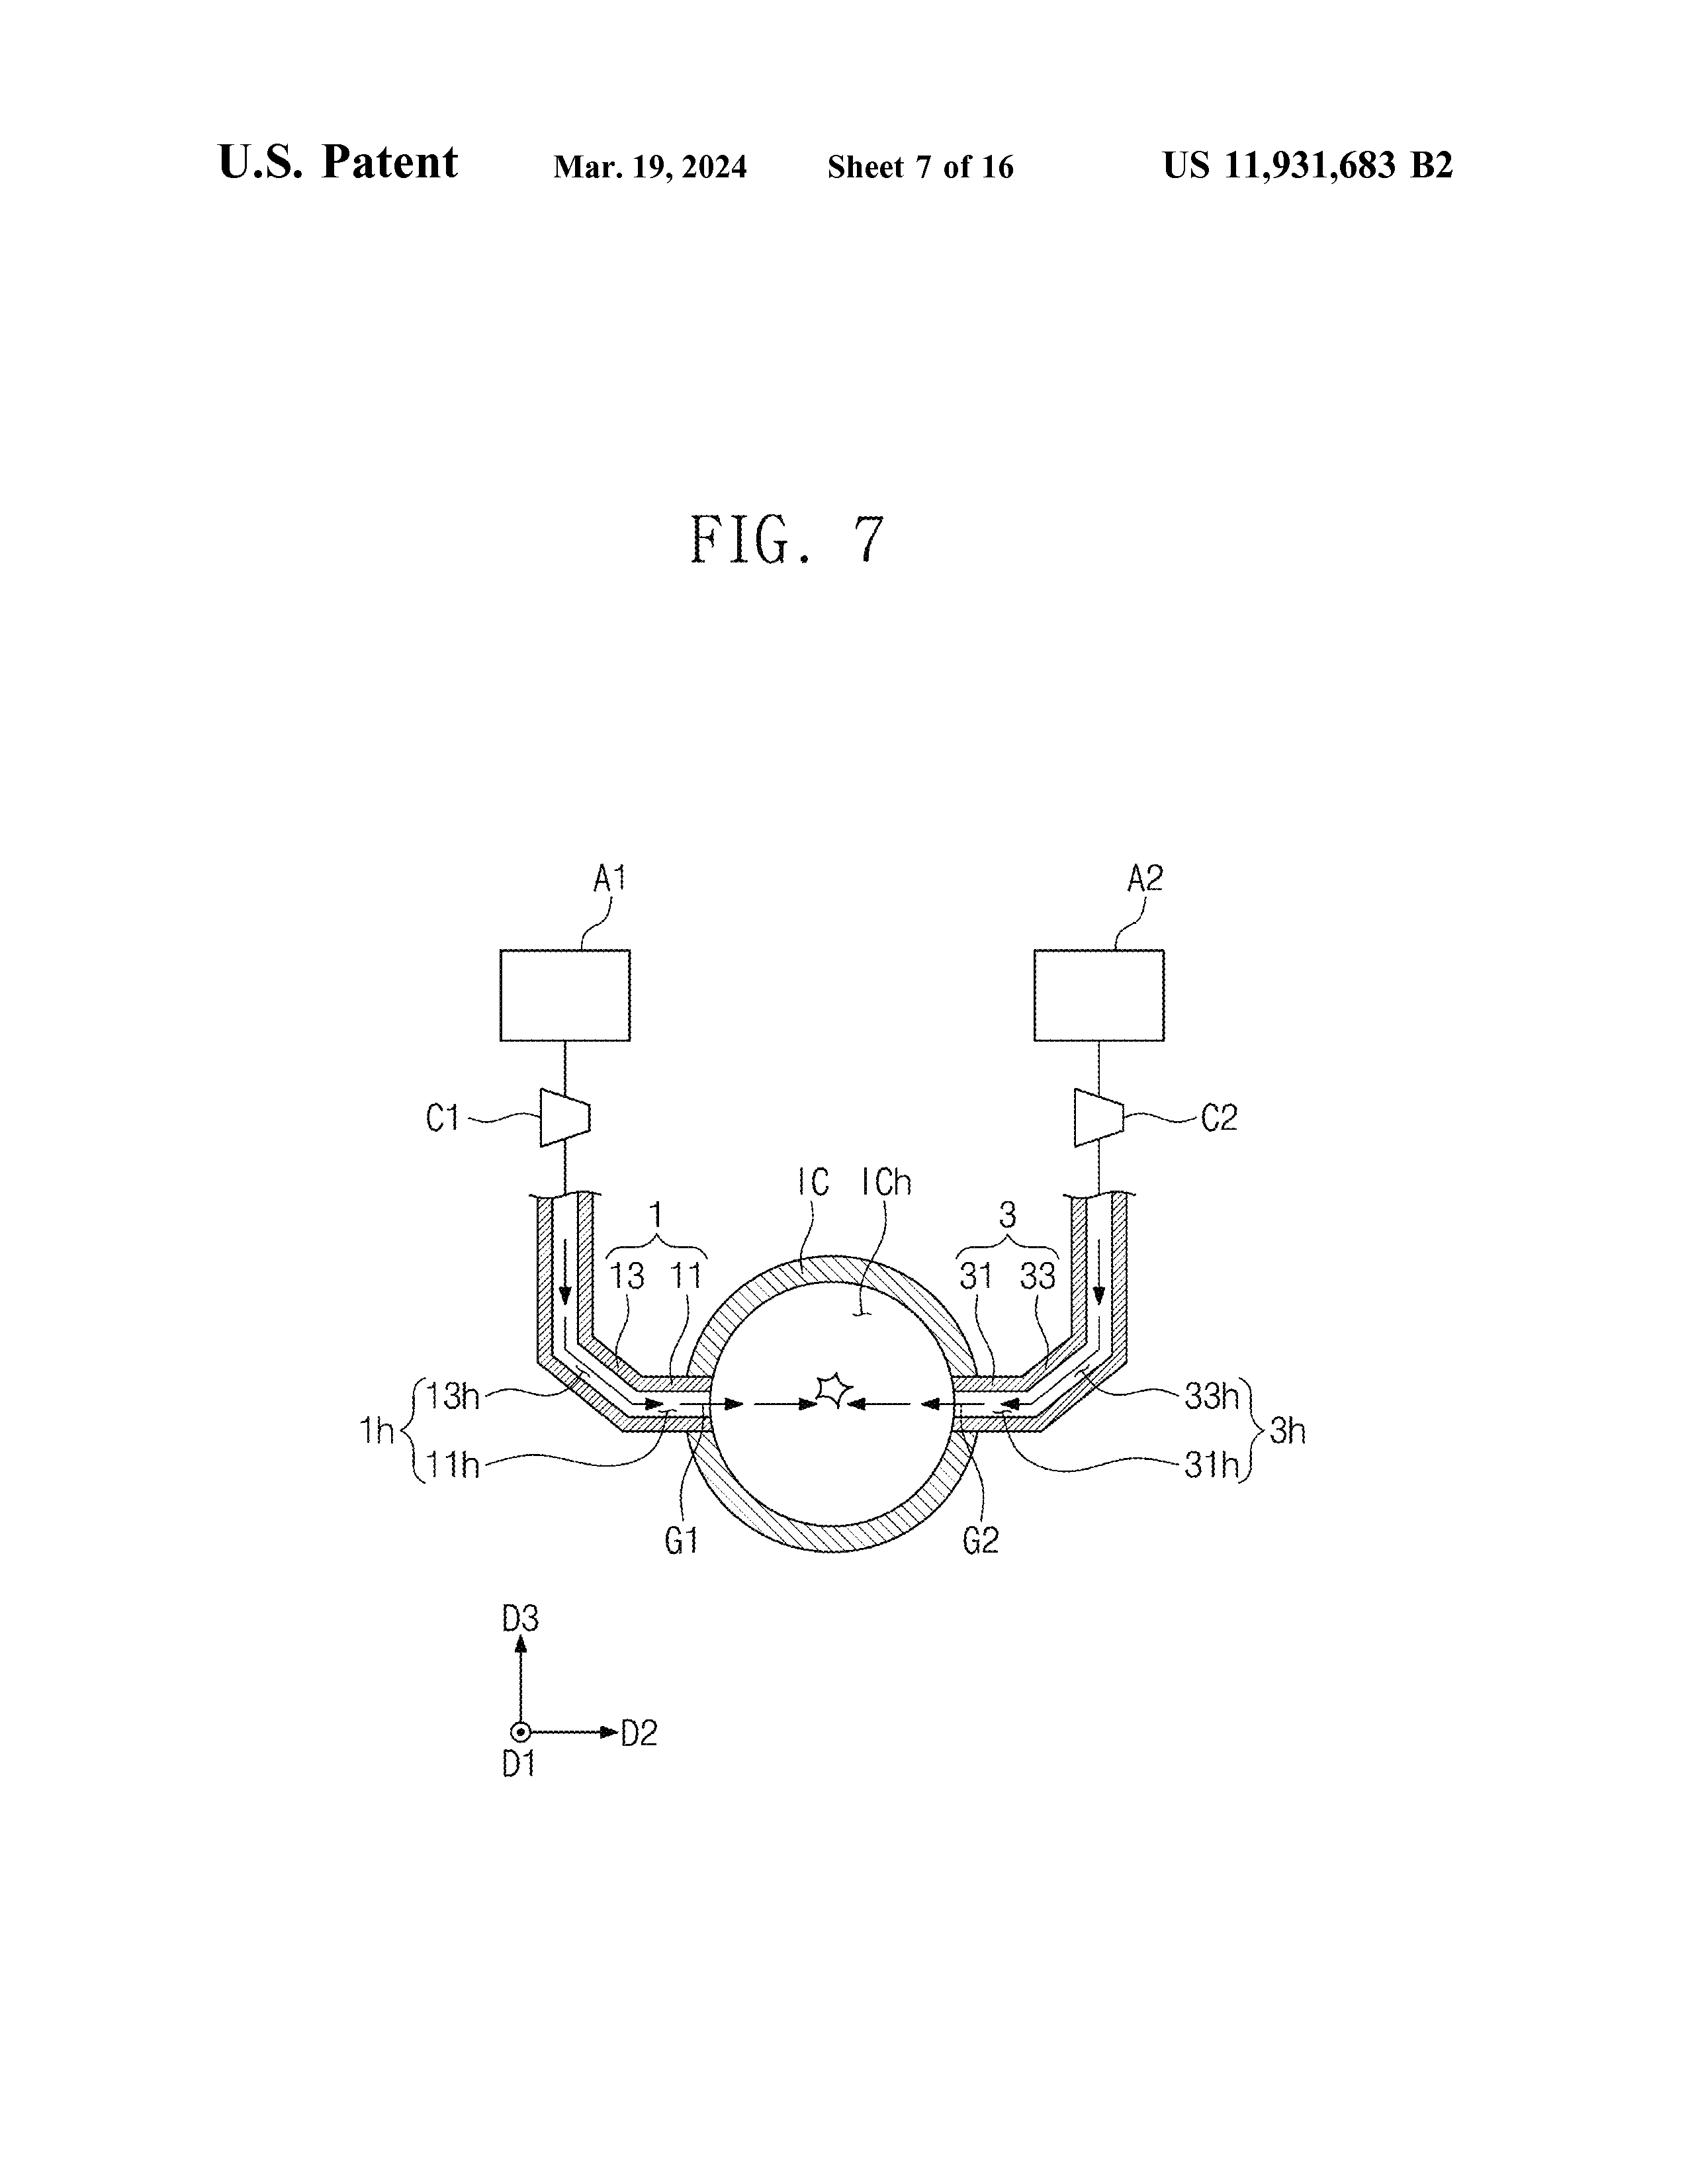 U.S. Patent Mar. 19, 2024 Sheet 7 of 16 US 11,931,683 B2
FIG. 7
A1 A2
C1 C2
IC ICh
1 3
13 11 31 33
13h 33h
1h 3h
11h 31h
G1 G2
D3
D2
D1